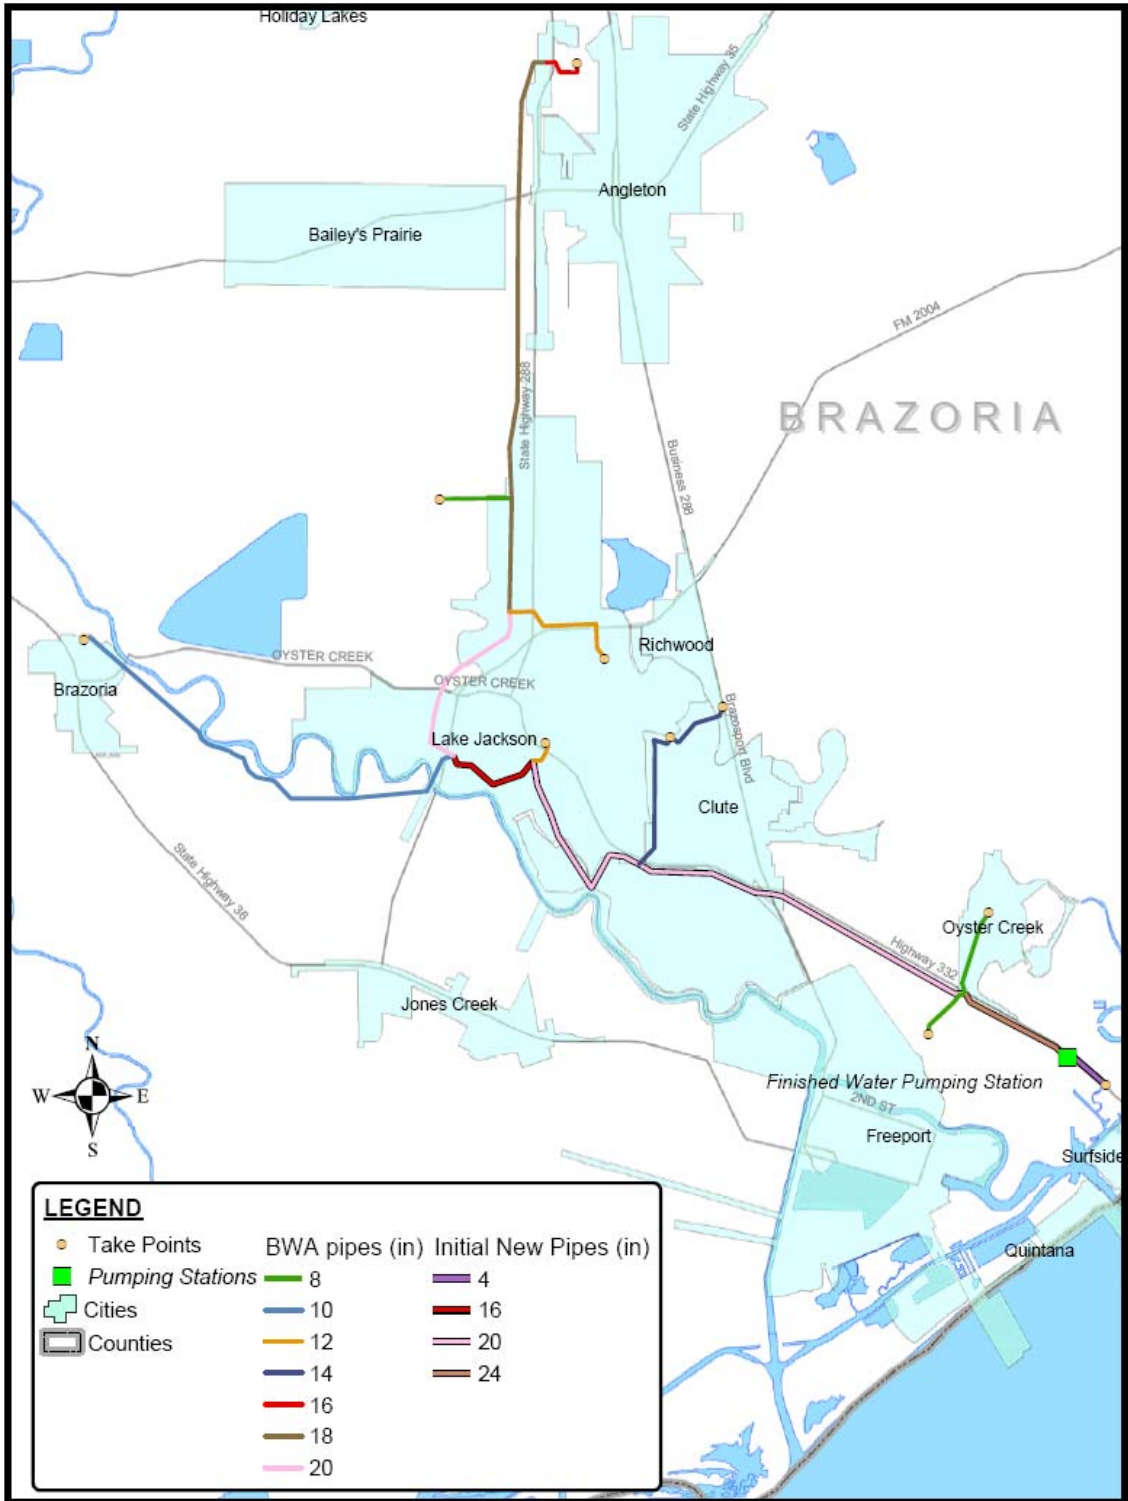 Holiday Lakes
State Highway 35
Angleton
Bailey's Prairie
FM 2004
State Highway 288
BRAZORIA
Business 288
Richwood
OYSTER CREEK
Brazoria
OYSTER CREEK
Brazosport Blvd
Lake Jackson
Clute
State Highway 36
Oyster Creek
Highway 332
Jones Creek
N
W
E
S
Finished Water Pumping Station
2ND ST
Freeport
Surfside
Quintana
LEGEND
Take Points
Pumping Stations
Cities
Counties
BWA pipes (in)
8
10
12
14
16
18
20
Initial New Pipes (in)
4
16
20
24